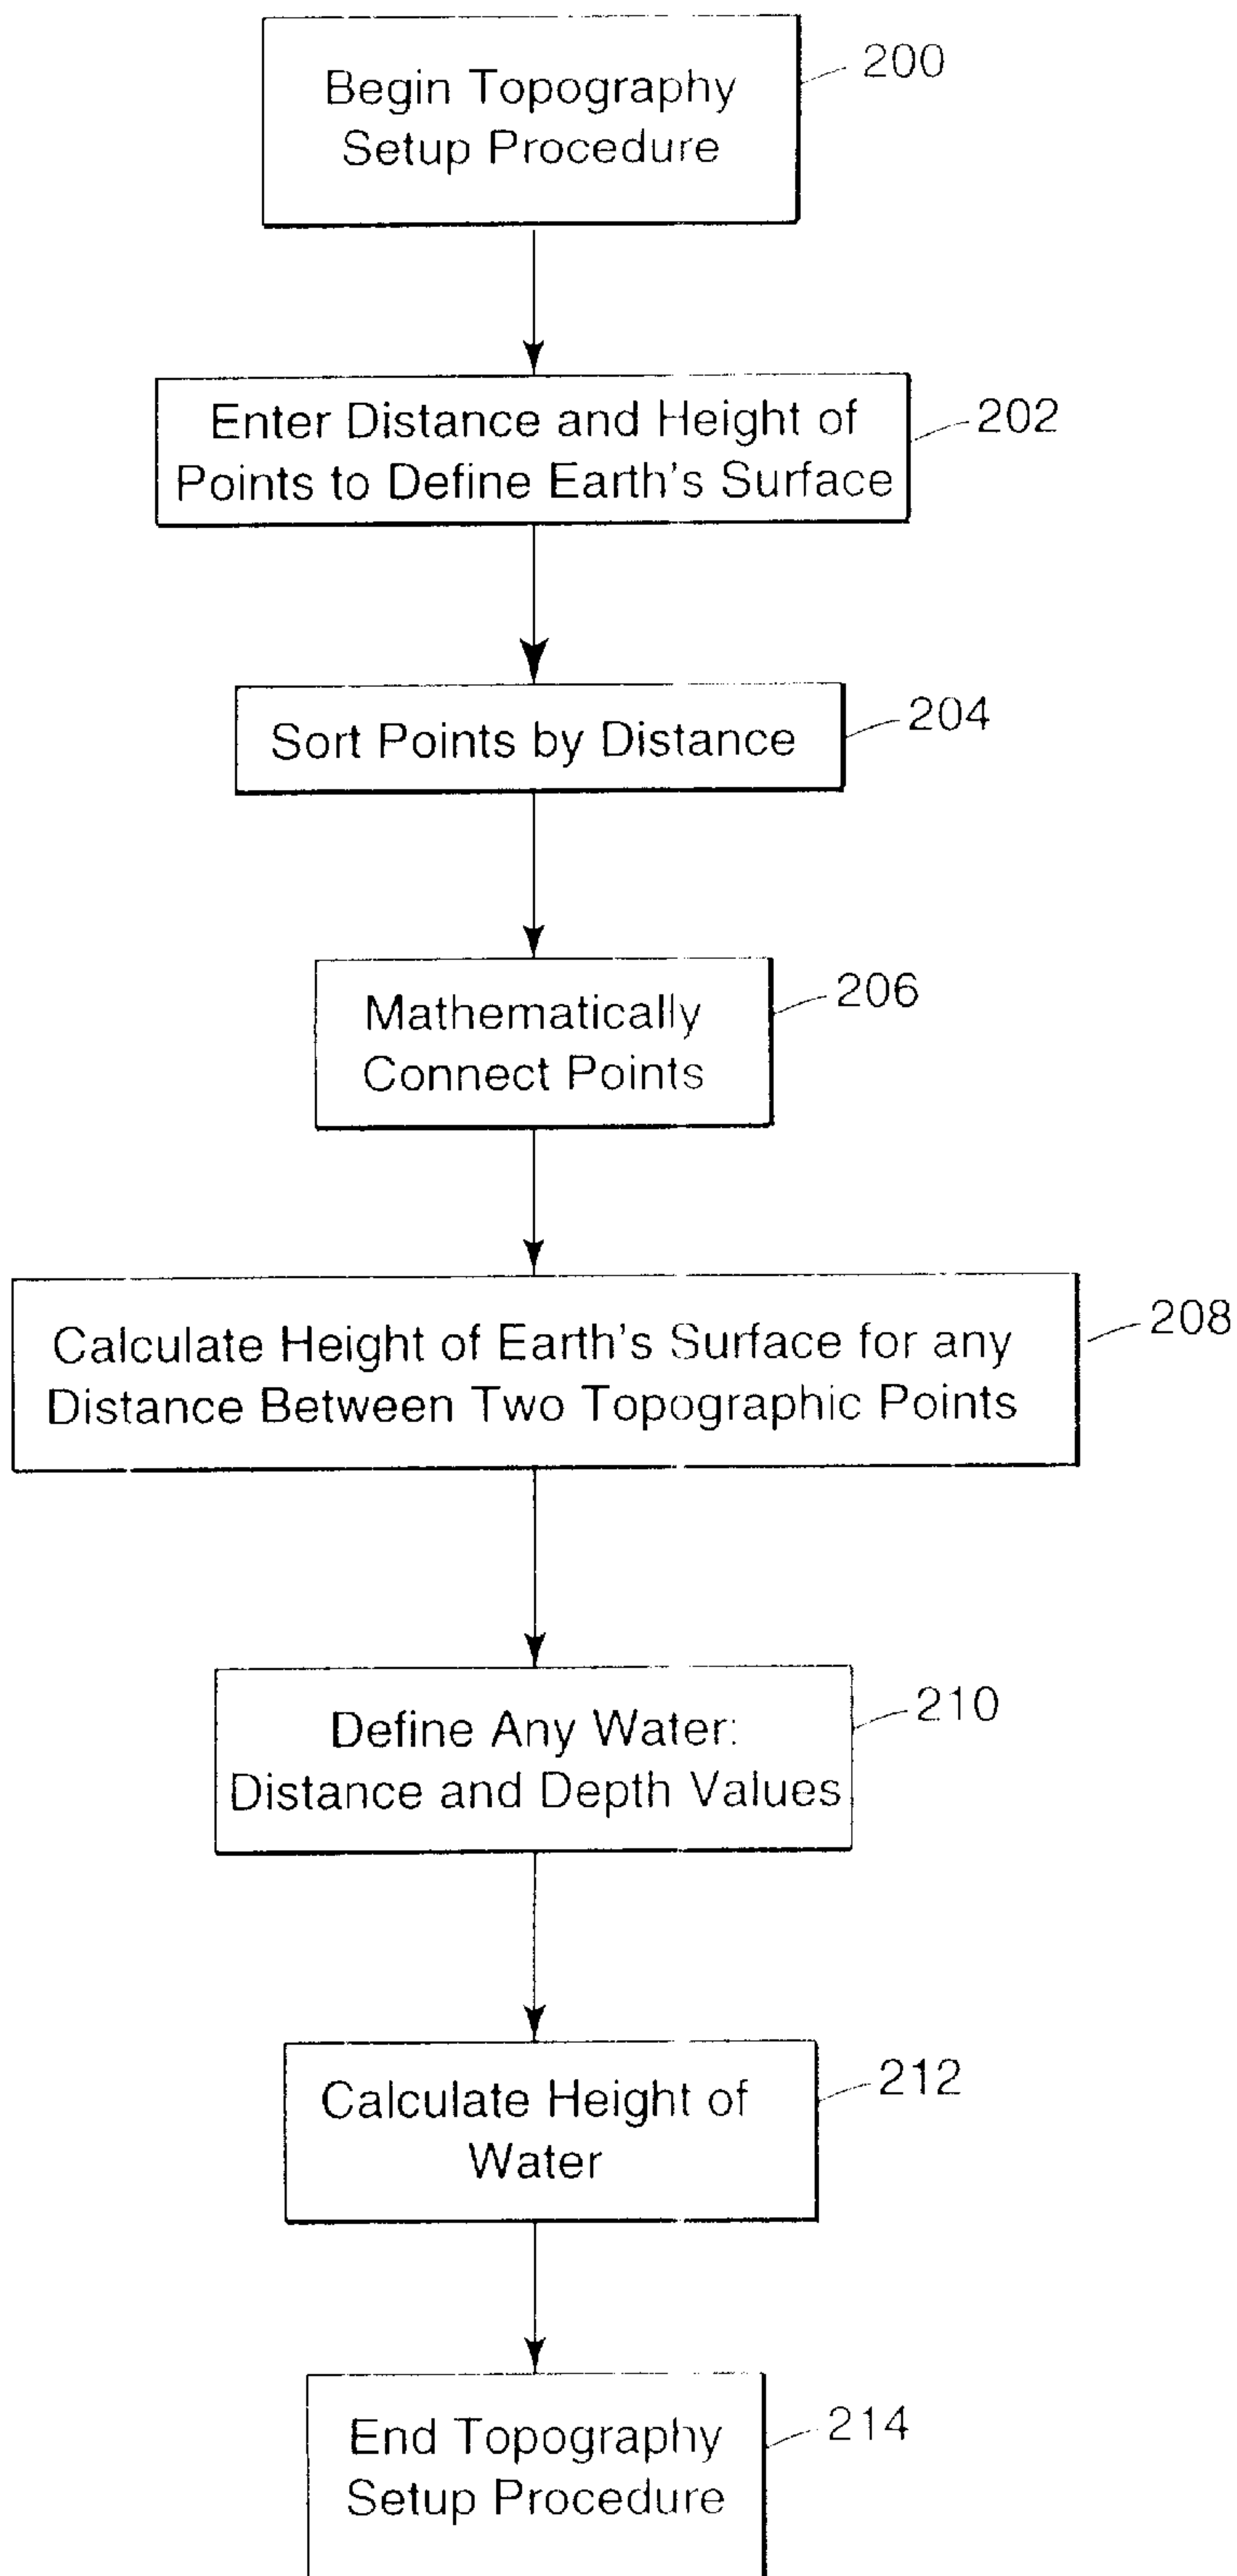 Begin Topography
Setup Procedure
200
Enter Distance and Height of
Points to Define Earth's Surface
202
Sort Points by Distance
204
Mathematically
Connect Points
206
Calculate Height of Earth's Surface for any
Distance Between Two Topographic Points
208
Define Any Water:
Distance and Depth Values
210
Calculate Height of
Water
212
End Topography
Setup Procedure
214